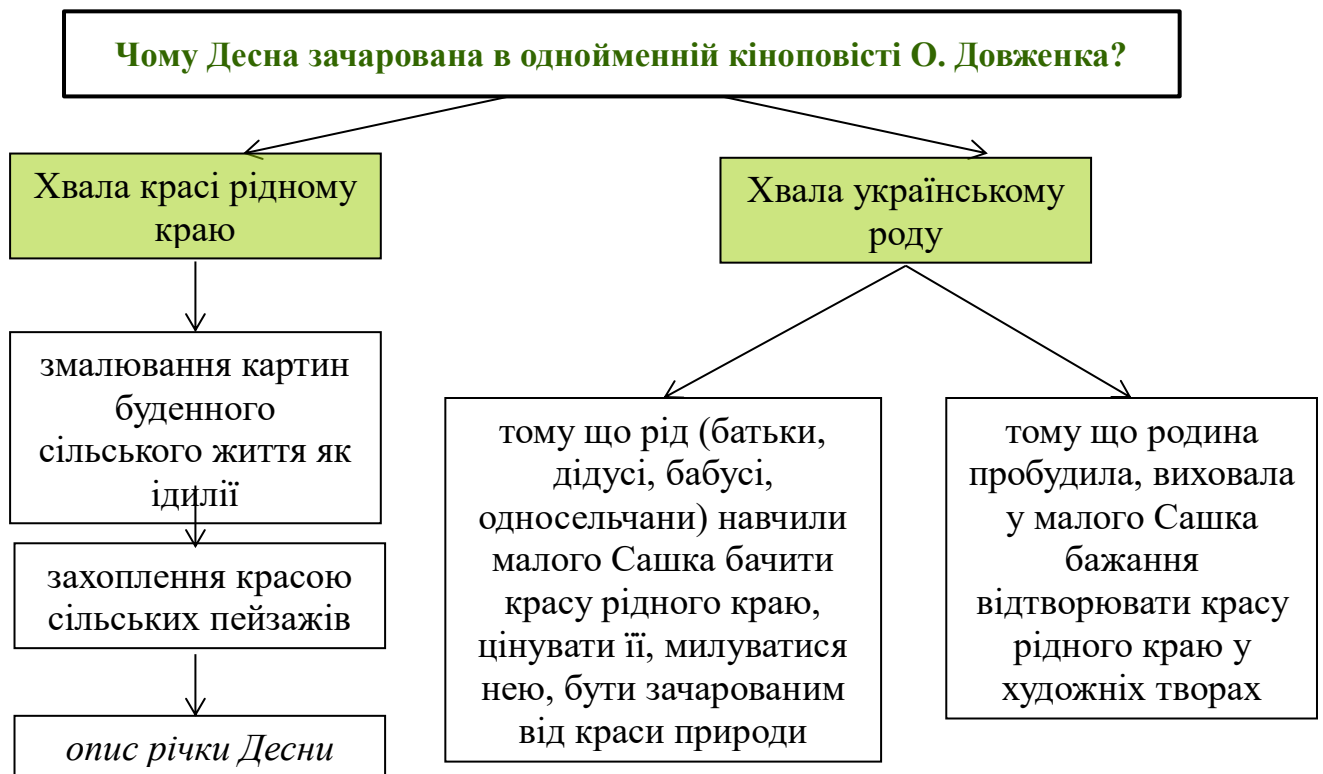 Чому Десна зачарована в однойменній кіноповісті О. Довженка?
Хвала красі рідному
краю
змалювання картин
буденного
сільського життя як
ідилії
захоплення красою
сільських пейзажів
опис річки Десни
Хвала українському
роду
тому що рід (батьки,
дідусі, бабусі,
односельчани) навчили
малого Сашка бачити
красу рідного краю,
цінувати її, милуватися
нею, бути зачарованим
від краси природи
тому що родина
пробудила, виховала
у малого Сашка
бажання
відтворювати красу
рідного краю у
художніх творах